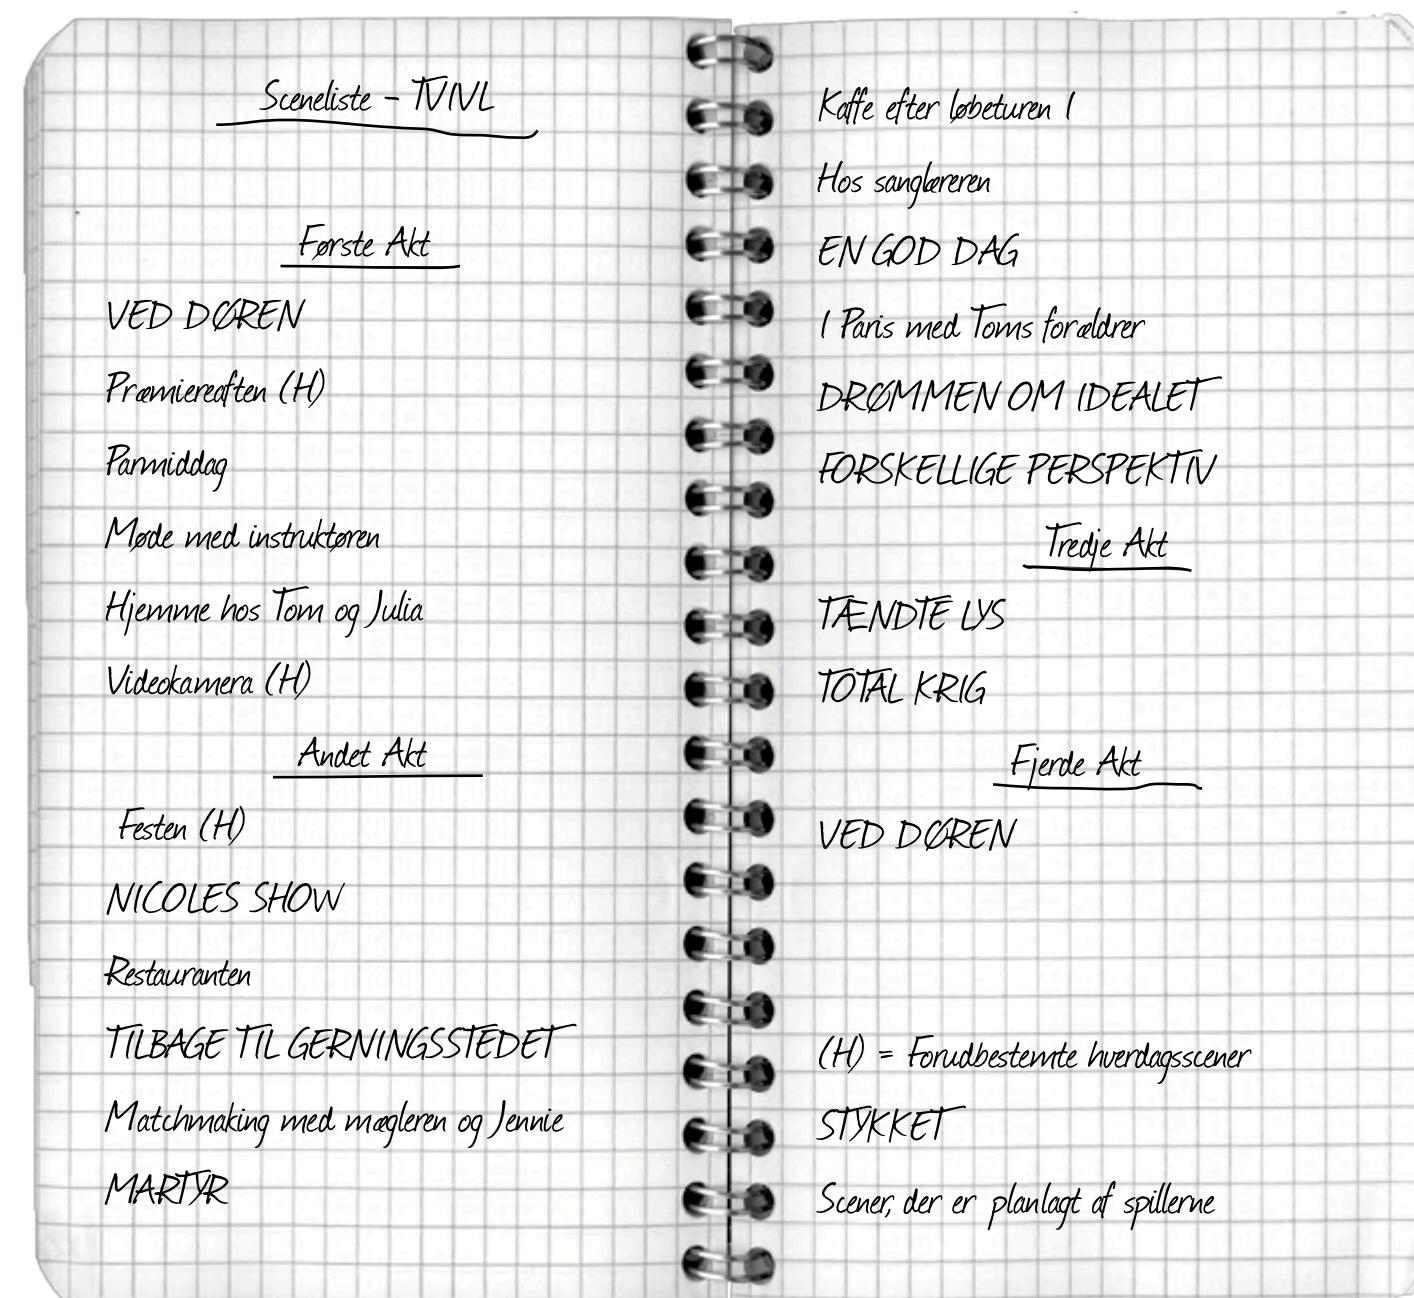 Sceneliste - TVIVL
Første Akt
VED DØREN
Præmiereaften (H)
Parmiddag
Møde med instruktøren
Hjemme hos Tom og Julia
Videokamera (H)
Andet Akt
Festen (H)
NICOLES SHOW
Restauranten
TILBAGE TIL GERNINGSSTEDET
Matchmaking med mægleren og Jennie
MARTYR
Kaffe efter løbeturen 1
Hos sanglæreren
EN GOD DAG
I Paris med Toms forældrer
DRØMMEN OM IDEALET
FORSKELLIGE PERSPEKTIV
Tredje Akt
TÆNDTE LYS
TOTAL KRIG
Fjerde Akt
VED DØREN
(H) = Forudbestemte hverdagsscener
STYKKET
Scener, der er planlagt af spillerne